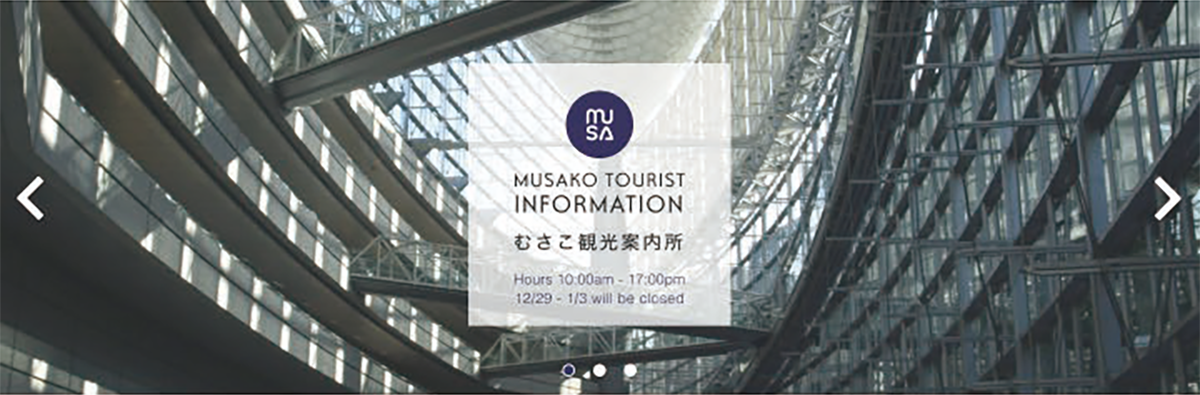 MU
SA
MUSAKO TOURIST
INFORMATION
むさこ観光案内所
Hours 10:00am - 17:00pm
12/29 - 1/3 will be closed